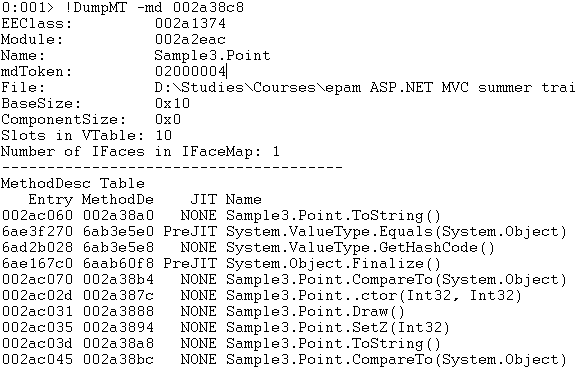 0:001> !DumpMT -md 002a38c8
EEClass:         002a1374
Module:          002a2eac
Name:            Sample3.Point
mdToken:         02000004
File:            D:\Studies\Courses\epam ASP.NET MVC summer trai
BaseSize:        0x10
ComponentSize:   0x0
Slots in VTable: 10
Number of IFaces in IFaceMap: 1
--------------------------------------
MethodDesc Table
   Entry MethodDe    JIT Name
002ac060 002a38a0   NONE Sample3.Point.ToString()
6ae3f270 6ab3e5e0 PreJIT System.ValueType.Equals(System.Object)
6ad2b028 6ab3e5e8   NONE System.ValueType.GetHashCode()
6ae167c0 6aab60f8 PreJIT System.Object.Finalize()
002ac070 002a38b4   NONE Sample3.Point.CompareTo(System.Object)
002ac02d 002a387c   NONE Sample3.Point..ctor(Int32, Int32)
002ac031 002a3888   NONE Sample3.Point.Draw()
002ac035 002a3894   NONE Sample3.Point.SetZ(Int32)
002ac03d 002a38a8   NONE Sample3.Point.ToString()
002ac045 002a38bc   NONE Sample3.Point.CompareTo(System.Object)